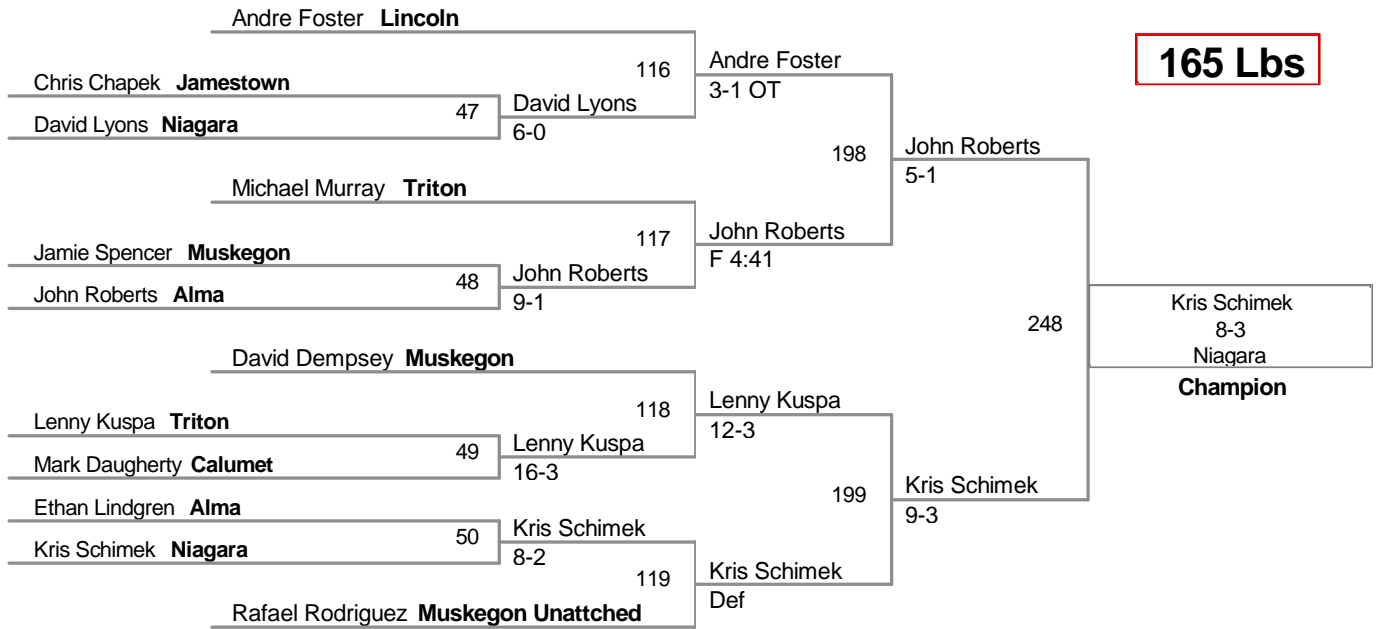 Andre Foster Lincoln
165 Lbs
116
Andre Foster
3-1 OT
Chris Chapek Jamestown
47
David Lyons
6-0
David Lyons Niagara
198
John Roberts
5-1
Michael Murray Triton
117
John Roberts
F 4:41
Jamie Spencer Muskegon
48
John Roberts
9-1
John Roberts Alma
248
Kris Schimek
8-3
Niagara
Champion
David Dempsey Muskegon
118
Lenny Kuspa
12-3
Lenny Kuspa Triton
49
Lenny Kuspa
16-3
Mark Daugherty Calumet
199
Kris Schimek
9-3
Ethan Lindgren Alma
50
Kris Schimek
8-2
Kris Schimek Niagara
119
Kris Schimek
Def
Rafael Rodriguez Muskegon Unattched